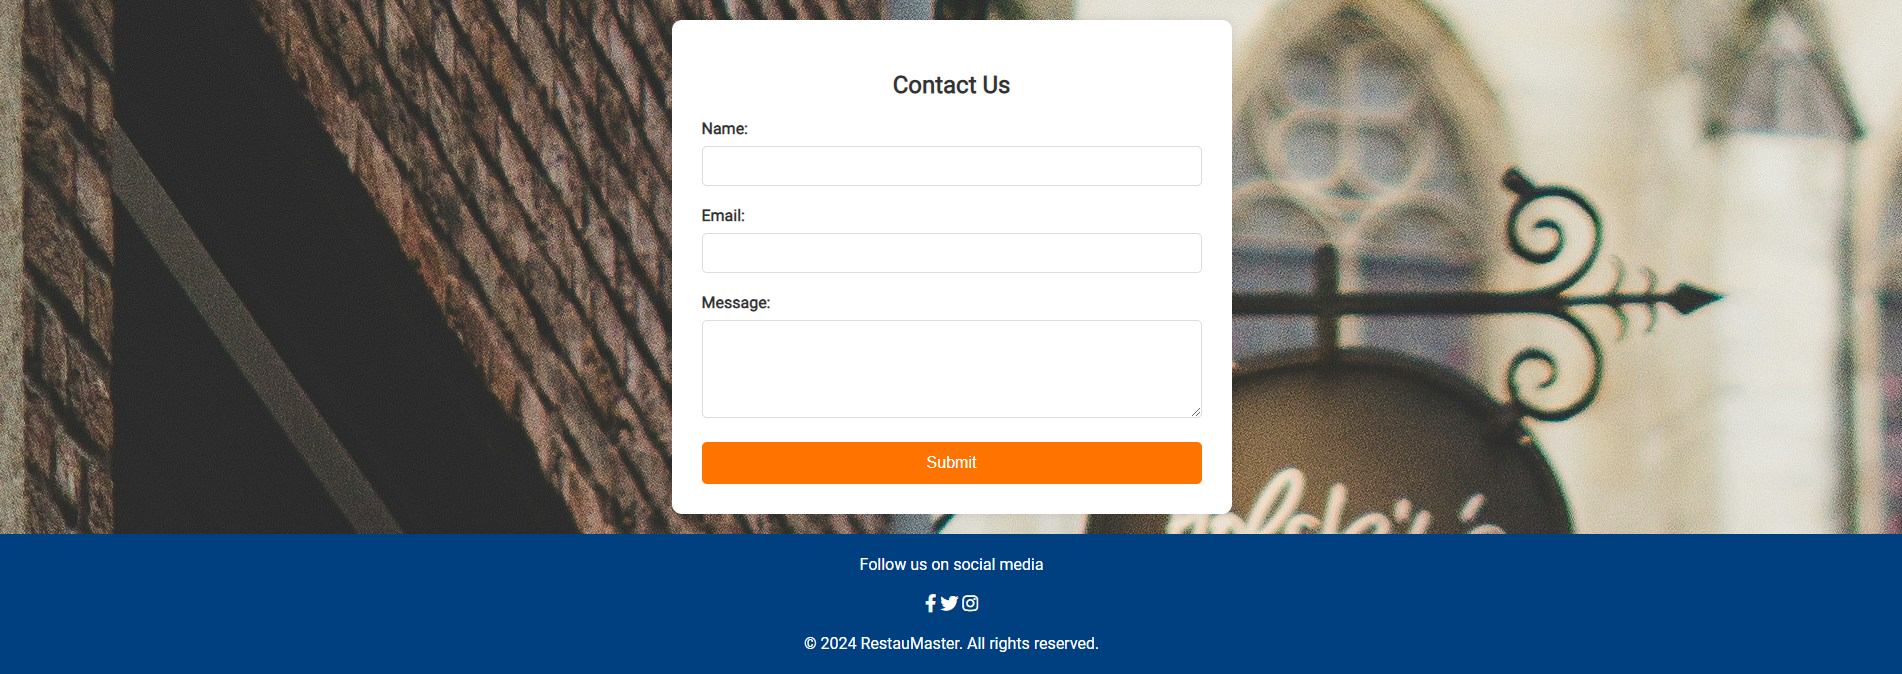 Contact Us
Name:
Email:
Message:
Submit
Follow us on social media
© 2024 RestauMaster. All rights reserved.